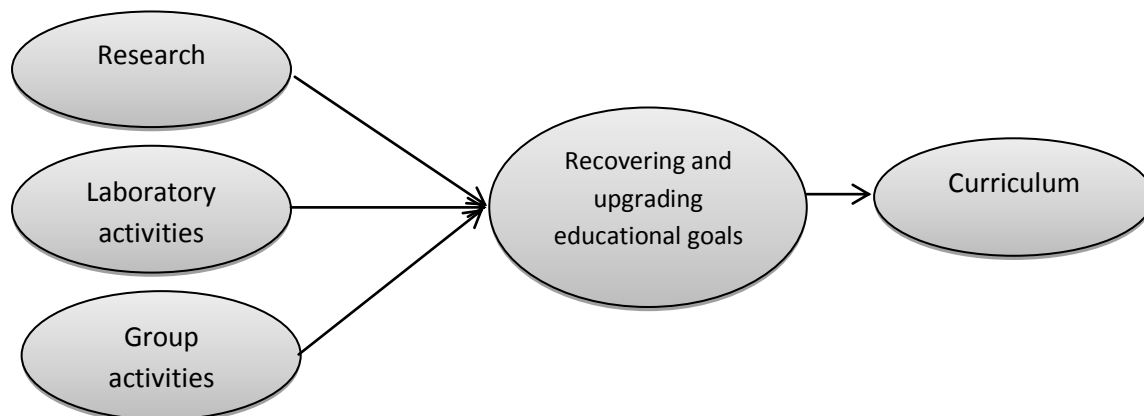 Research
Laboratory
activities
Group
activities
Recovering and
upgrading
educational goals
Curriculum